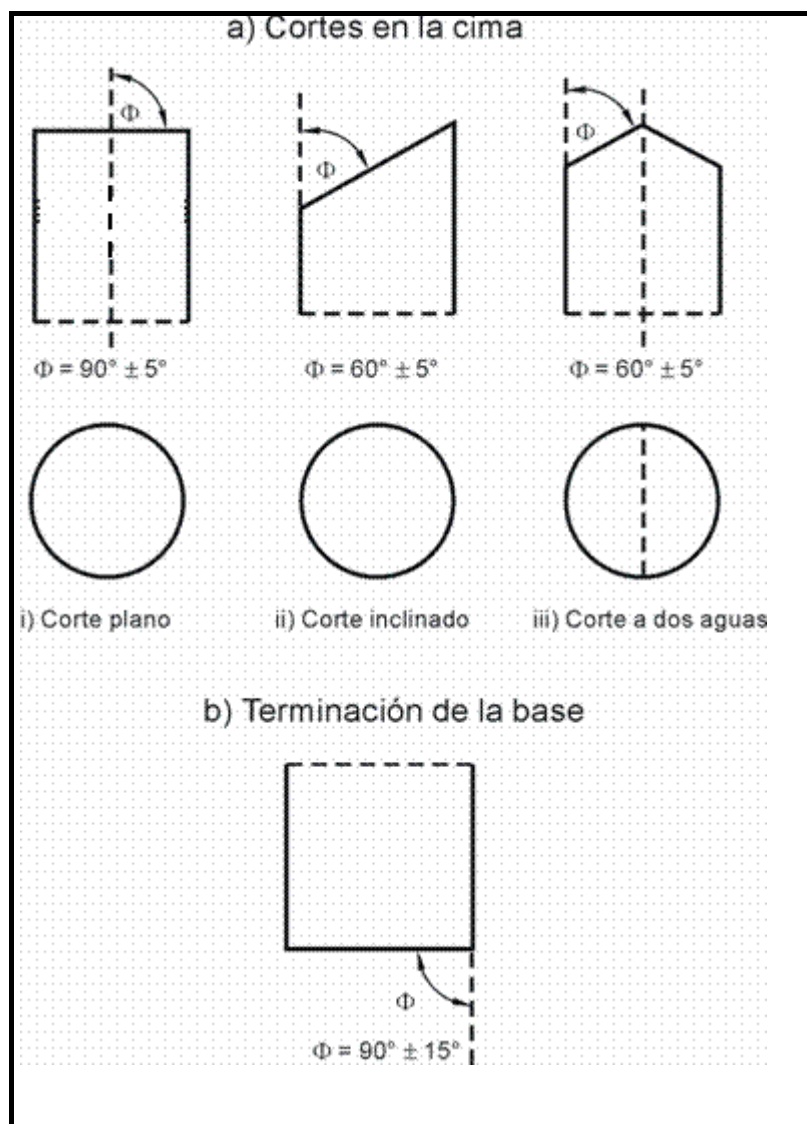 a) Cortes en la cima
Φ Φ Φ
Φ = 90° ± 5° Φ = 60° ± 5° Φ = 60° ± 5°
i) Corte plano ii) Corte inclinado iii) Corte a dos aguas
b) Terminación de la base
Φ
Φ = 90° ± 15°